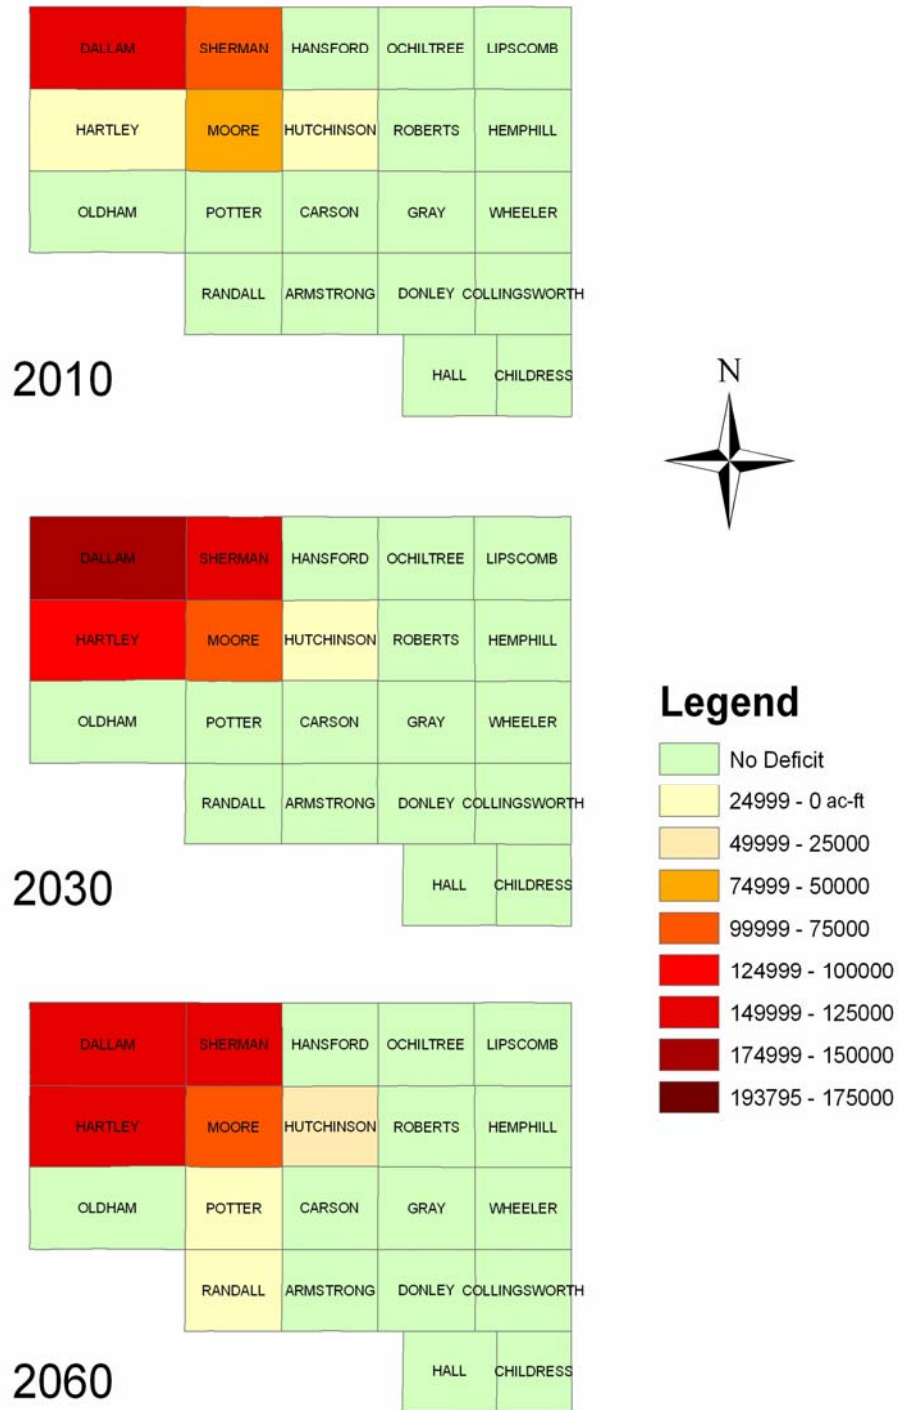 DALLAM SHERMAN HANSFORD OCHILTREE LIPSCOMB
HARTLEY MOORE HUTCHINSON ROBERTS HEMPHILL
OLDHAM POTTER CARSON GRAY WHEELER
RANDALL ARMSTRONG DONLEY COLLINGSWORTH
HALL CHILDRESS
2010
N
DALLAM SHERMAN HANSFORD OCHILTREE LIPSCOMB
HARTLEY MOORE HUTCHINSON ROBERTS HEMPHILL
OLDHAM POTTER CARSON GRAY WHEELER
RANDALL ARMSTRONG DONLEY COLLINGSWORTH
HALL CHILDRESS
2030
DALLAM SHERMAN HANSFORD OCHILTREE LIPSCOMB
HARTLEY MOORE HUTCHINSON ROBERTS HEMPHILL
OLDHAM POTTER CARSON GRAY WHEELER
RANDALL ARMSTRONG DONLEY COLLINGSWORTH
HALL CHILDRESS
2060
Legend
No Deficit
24999 - 0 ac-ft
49999 - 25000
74999 - 50000
99999 - 75000
124999 - 100000
149999 - 125000
174999 - 150000
193795 - 175000